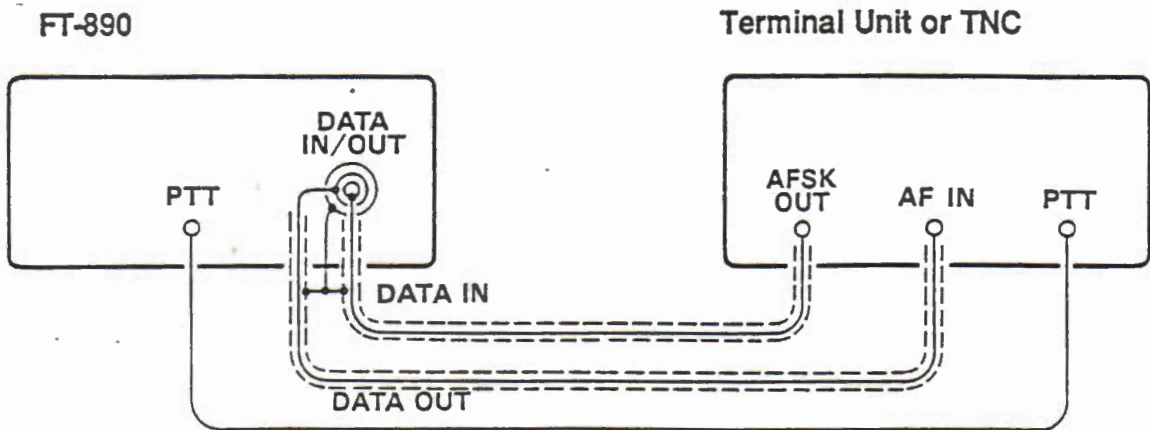 FT-890
Terminal Unit or TNC
DATA
IN/OUT
PTT
AFSK
OUT
AF IN
PTT
DATA IN
DATA OUT